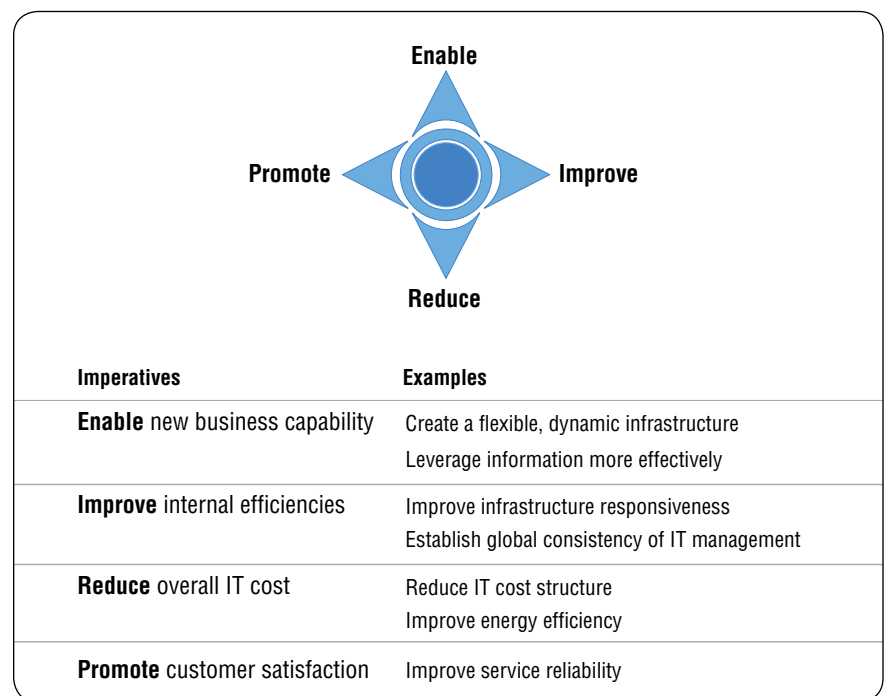 Enable
Promote
Improve
Reduce
Imperatives Examples
Enable new business capability Create a flexible, dynamic infrastructure
Leverage information more effectively
Improve internal efficiencies Improve infrastructure responsiveness
Establish global consistency of IT management
Reduce overall IT cost Reduce IT cost structure
Improve energy efficiency
Promote customer satisfaction Improve service reliability